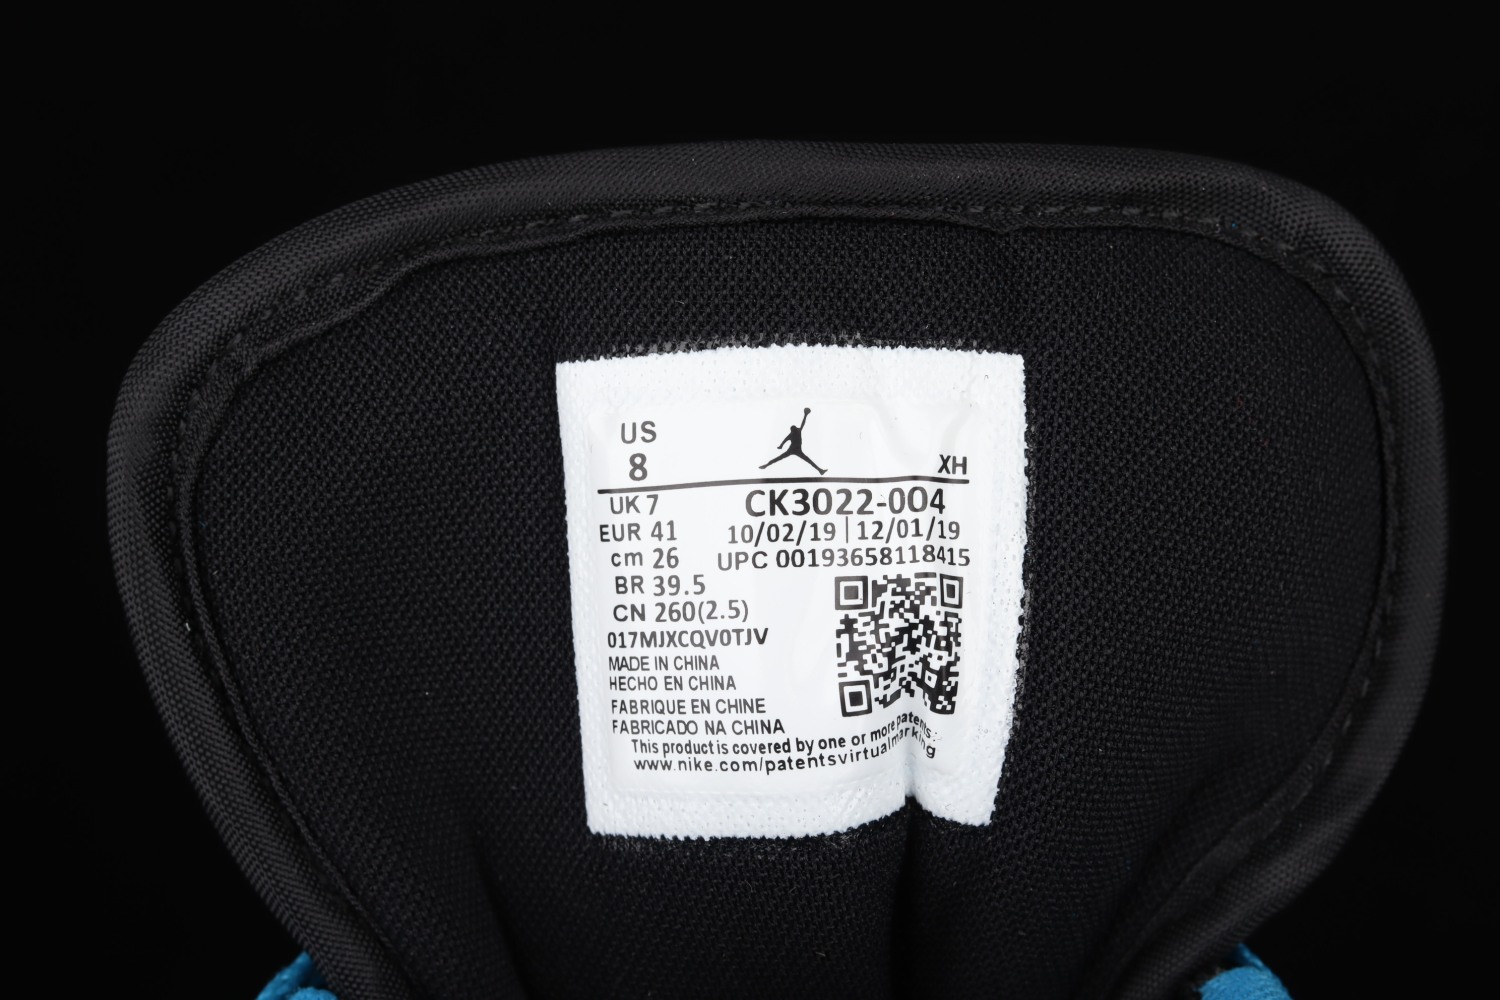 US
8
XH
UK 7
CK3022-004
EUR 41
10/02/19 | 12/01/19
cm 26
UPC 00193658118415
BR 39.5
CN 260(2.5)
017MJXCQV0TJV
MADE IN CHINA
HECHO EN CHINA
FABRIQUE EN CHINE
FABRICADO NA CHINA
This product is covered by one or more patents:
www.nike.com/patentsvirtualmarking